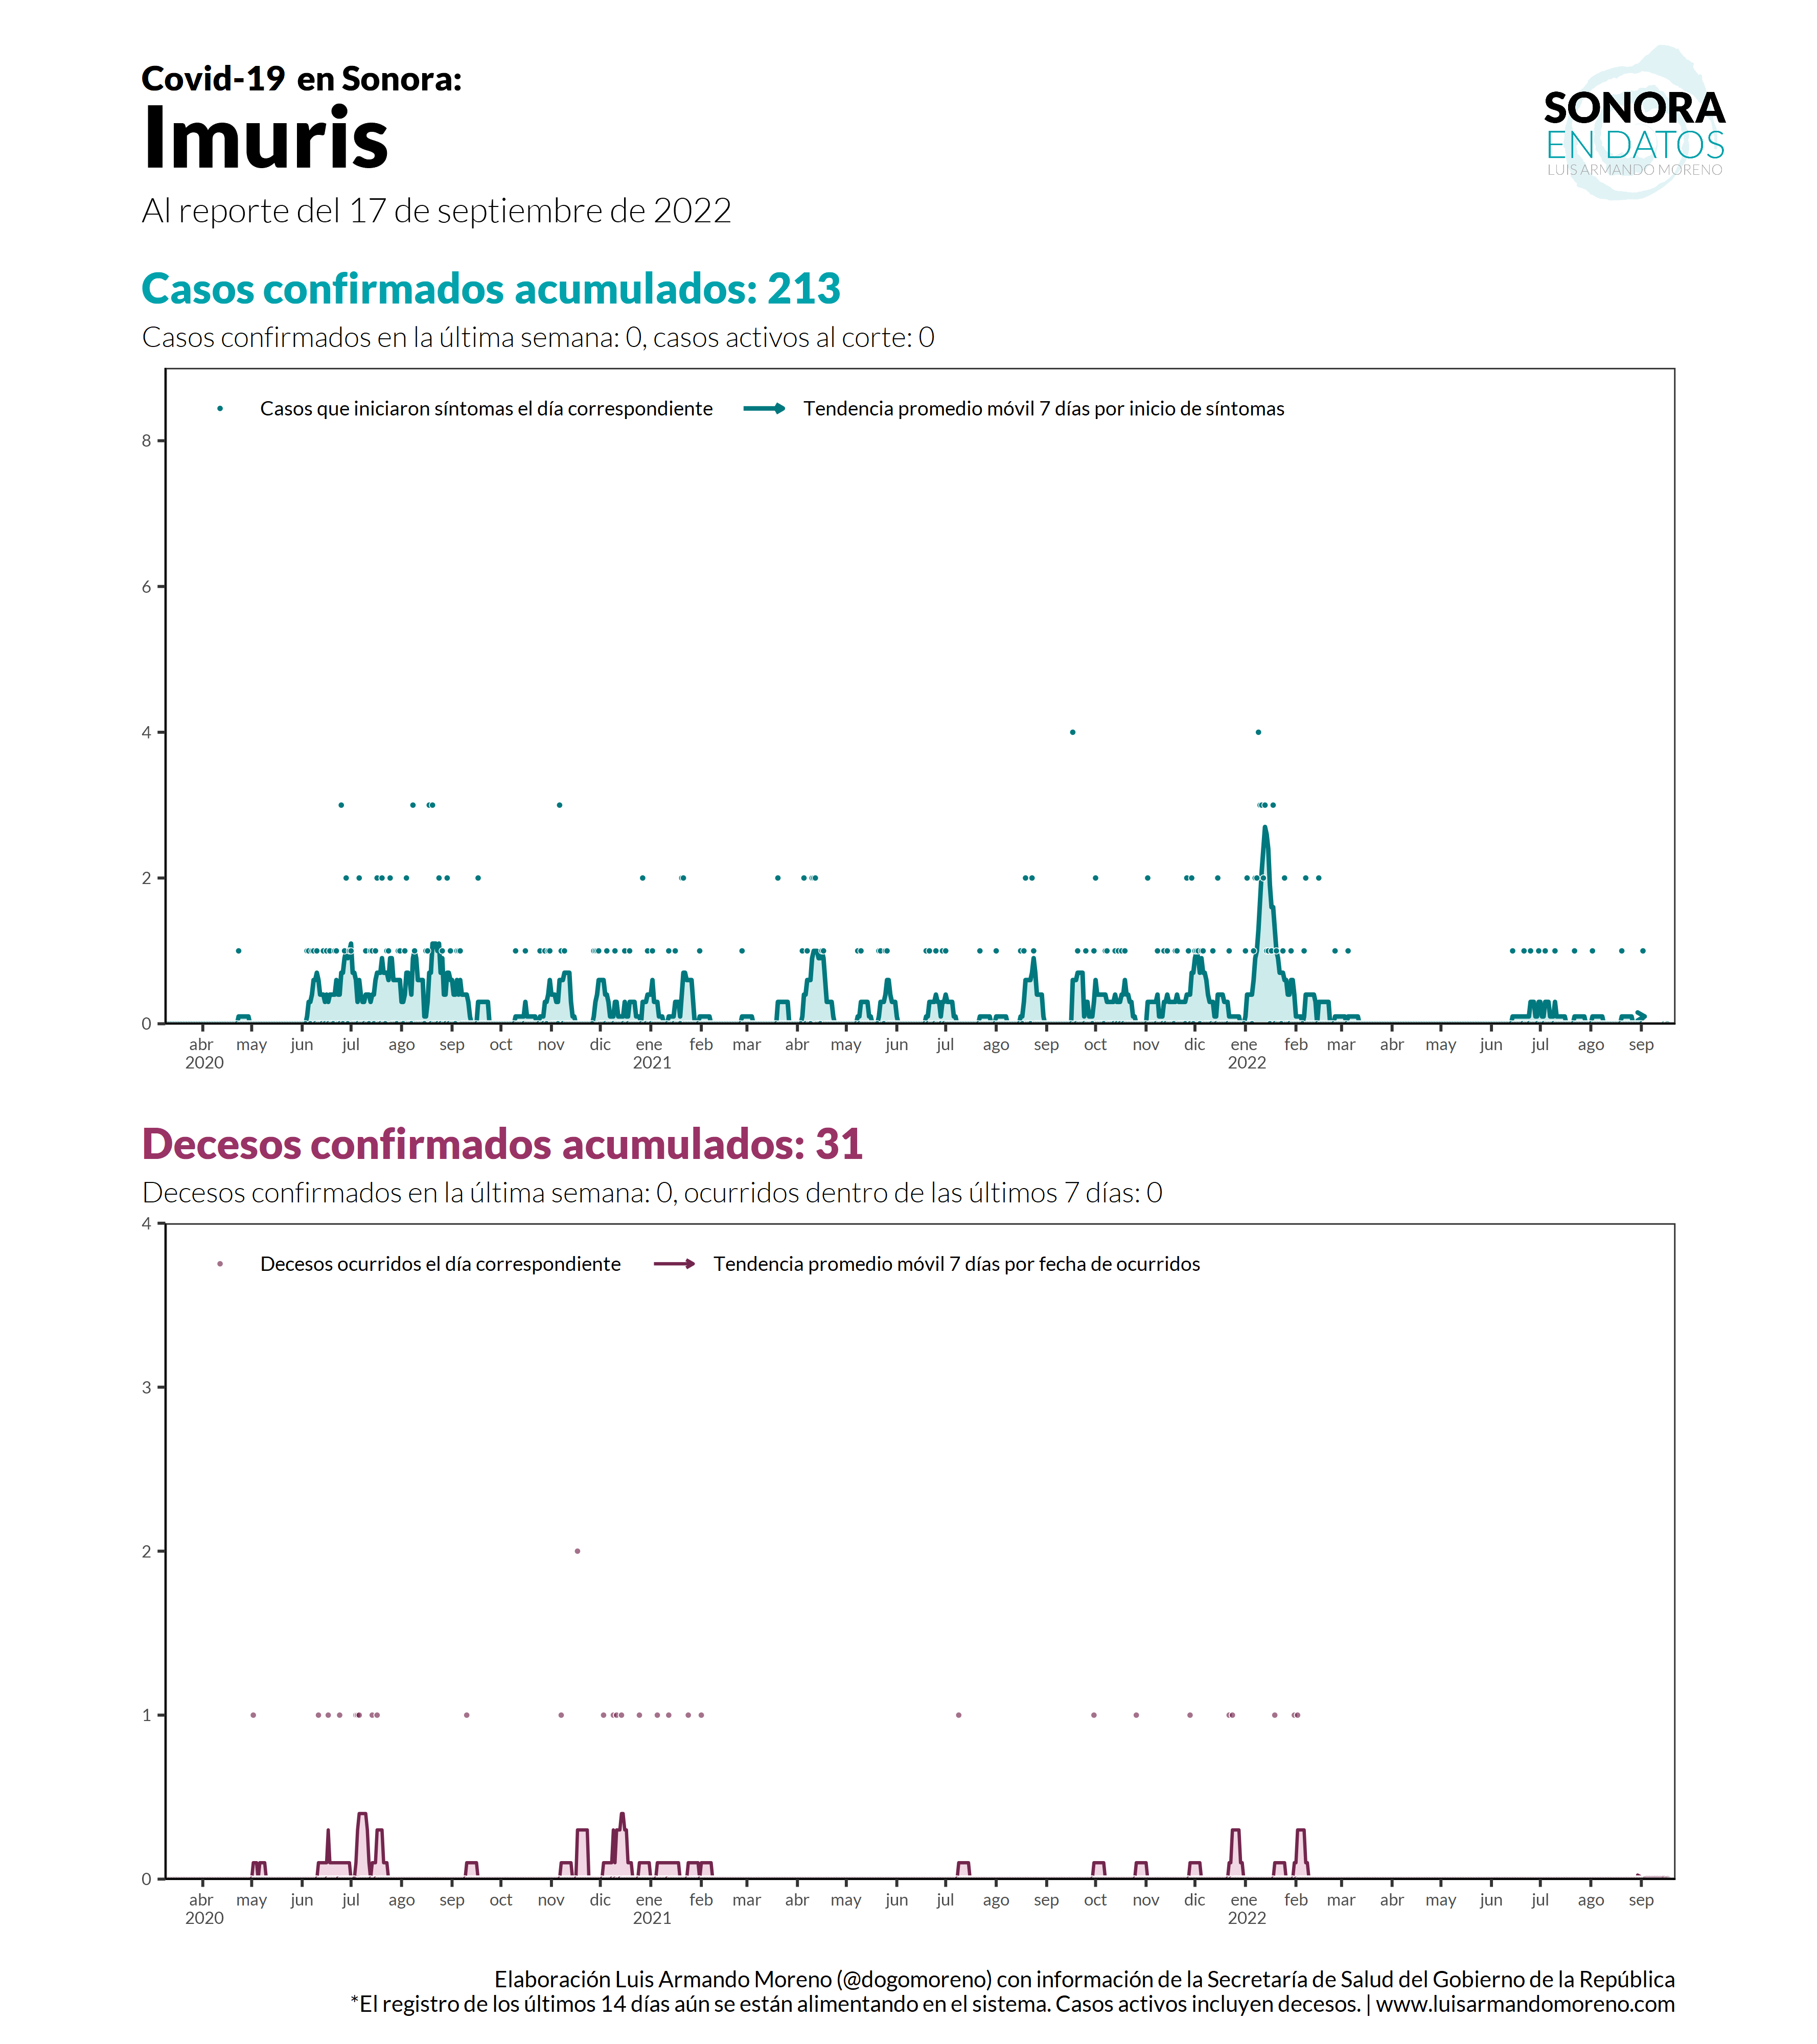 Covid-19 en Sonora:
Imuris
Al reporte del 17 de septiembre de 2022
SONORA
EN DATOS
LUIS ARMANDO MORENO
Casos confirmados acumulados: 213
Casos confirmados en la última semana: 0, casos activos al corte: 0
Casos que iniciaron síntomas el día correspondiente Tendencia promedio móvil 7 días por inicio de síntomas
8
6
4
2
0
abr may jun jul ago sep oct nov dic ene feb mar abr may jun jul ago sep oct nov dic ene feb mar abr may jun jul ago sep
2020 2021 2022
Decesos confirmados acumulados: 31
Decesos confirmados en la última semana: 0, ocurridos dentro de las últimos 7 días: 0
Decesos ocurridos el día correspondiente Tendencia promedio móvil 7 días por fecha de ocurridos
4
3
2
1
0
abr may jun jul ago sep oct nov dic ene feb mar abr may jun jul ago sep oct nov dic ene feb mar abr may jun jul ago sep
2020 2021 2022
Elaboración Luis Armando Moreno (@dogomoreno) con información de la Secretaría de Salud del Gobierno de la República
*El registro de los últimos 14 días aún se están alimentando en el sistema. Casos activos incluyen decesos. | www.luisarmandomoreno.com